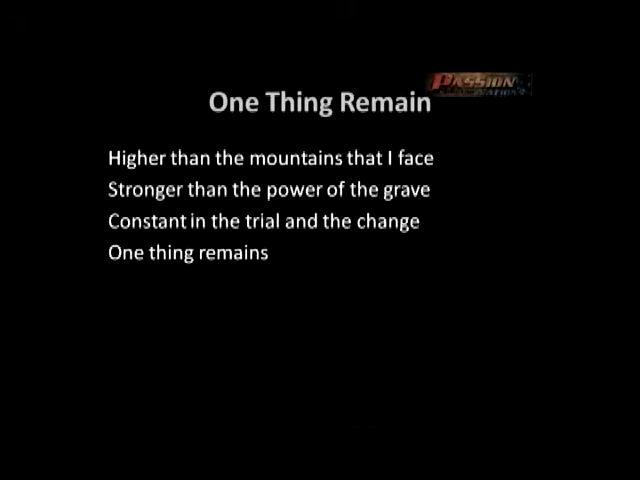 PASSION
One Thing Remain
Higher than the mountains that I face
Stronger than the power of the grave
Constant in the trial and the change
One thing remains